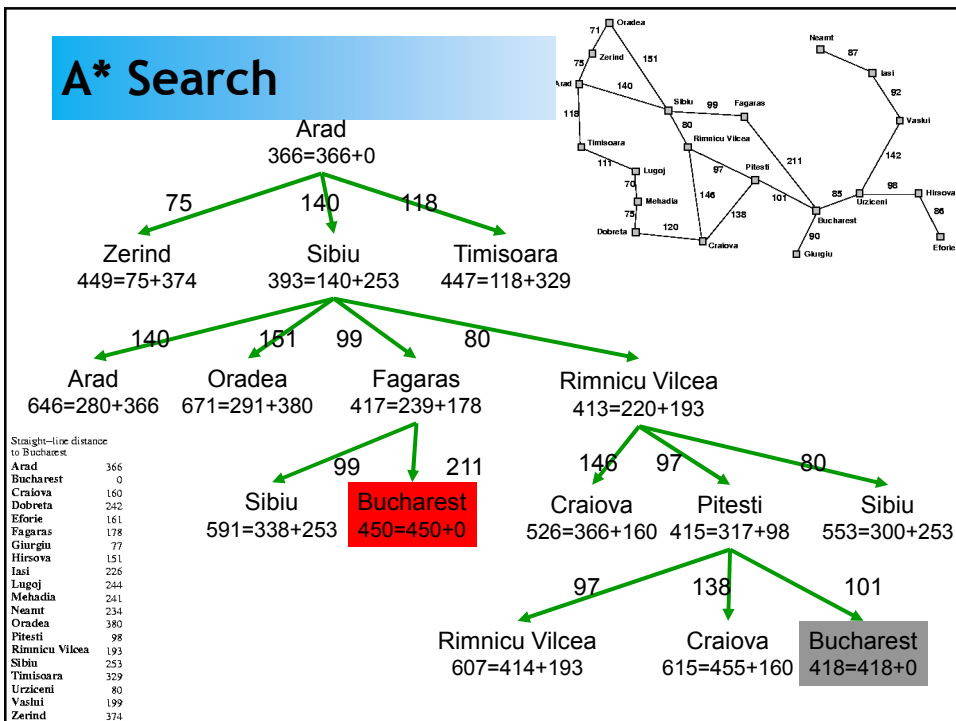 A* Search
Arad
366=366+0
75
140
118
Zerind
449=75+374
Sibiu
393=140+253
Timisoara
447=118+329
140
151
99
80
Arad
646=280+366
Oradea
671=291+380
Fagaras
417=239+178
Rimnicu Vilcea
413=220+193
99
211
146
97
80
Sibiu
591=338+253
Bucharest
450=450+0
Craiova
526=366+160
Pitesti
415=317+98
Sibiu
553=300+253
97
138
101
Rimnicu Vilcea
607=414+193
Craiova
615=455+160
Bucharest
418=418+0
Oradea
71
Zerind
75
151
Arad
140
118
Sibiu
99
Fagaras
80
Rimnicu Vilcea
Timisoara
111
Lugoj
70
Mehadia
75
Dobreta
120
146
97
Pitesti
138
101
211
Craiova
Bucharest
90
Giurgiu
85
Urziceni
98
Hirsova
86
Eforie
142
Vaslui
92
Iasi
87
Neamt
Straight–line distance
to Bucharest
Arad 366
Bucharest 0
Craiova 160
Dobreta 242
Eforie 161
Fagaras 178
Giurgiu 77
Hirsova 151
Iasi 226
Lugoj 244
Mehadia 241
Neamt 234
Oradea 380
Pitesti 98
Rimnicu Vilcea 193
Sibiu 253
Timisoara 329
Urziceni 80
Vaslui 199
Zerind 374